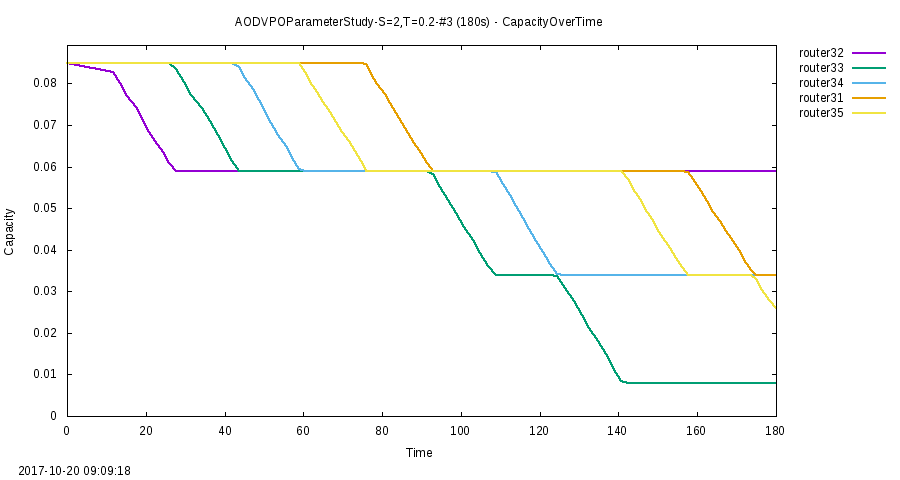 AODVPOParameterStudy-S=2,T=0.2-#3 (180s) - CapacityOverTime
router32
router33
router34
router31
router35
0.08
0.07
0.06
0.05
0.04
0.03
0.02
0.01
0
Capacity
0 20 40 60 80 100 120 140 160 180
Time
2017-10-20 09:09:18